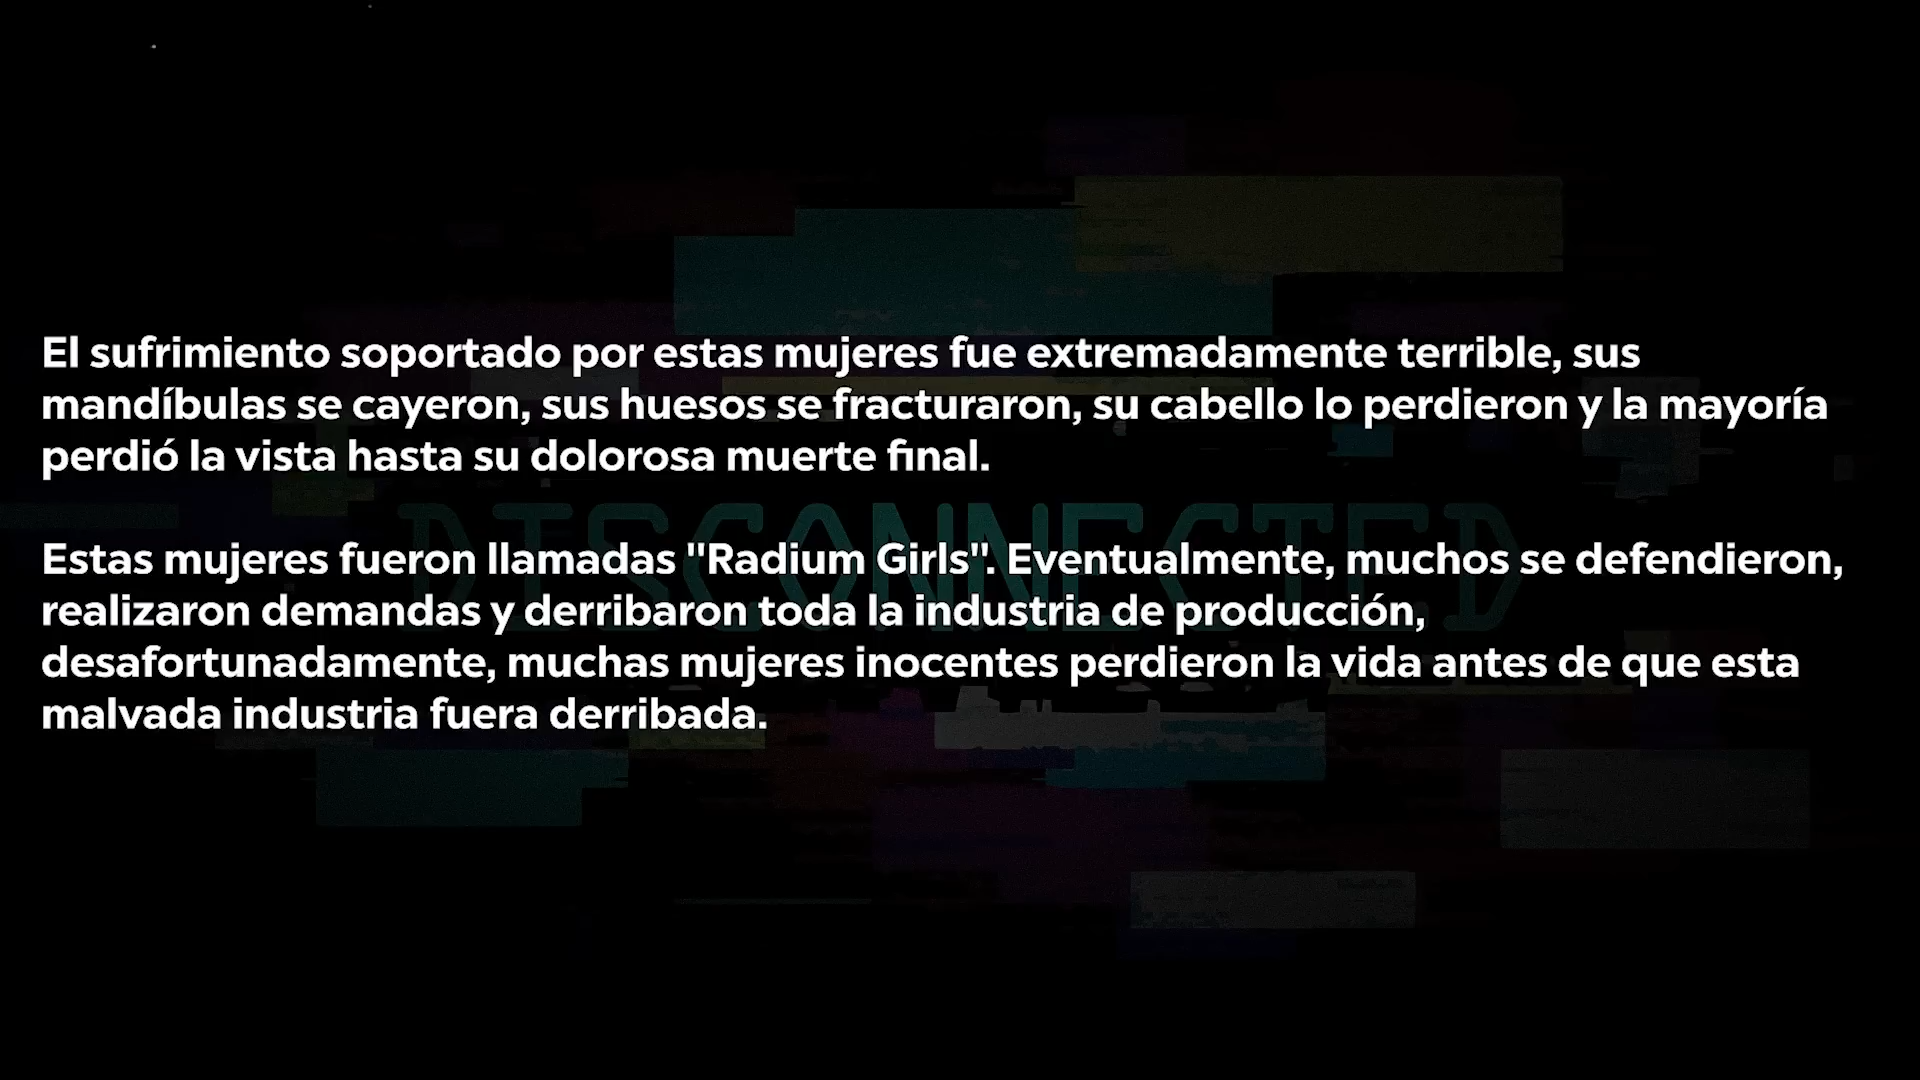 El sufrimiento soportado por estas mujeres fue extremadamente terrible, sus
mandíbulas se cayeron, sus huesos se fracturaron, su cabello lo perdieron y la mayoría
perdió la vista hasta su dolorosa muerte final.
DISCONNECTED
Estas mujeres fueron llamadas "Radium Girls". Eventualmente, muchos se defendieron,
realizaron demandas y derribaron toda la industria de producción,
desafortunadamente, muchas mujeres inocentes perdieron la vida antes de que esta
malvada industria fuera derribada.